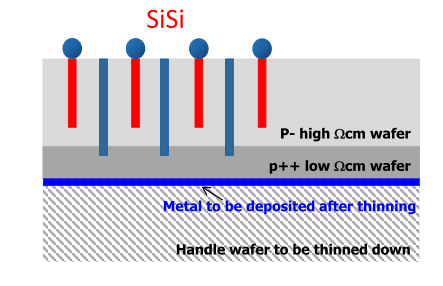 SiSi
P- high Ωcm wafer
p++ low Ωcm wafer
Metal to be deposited after thinning
Handle wafer to be thinned down